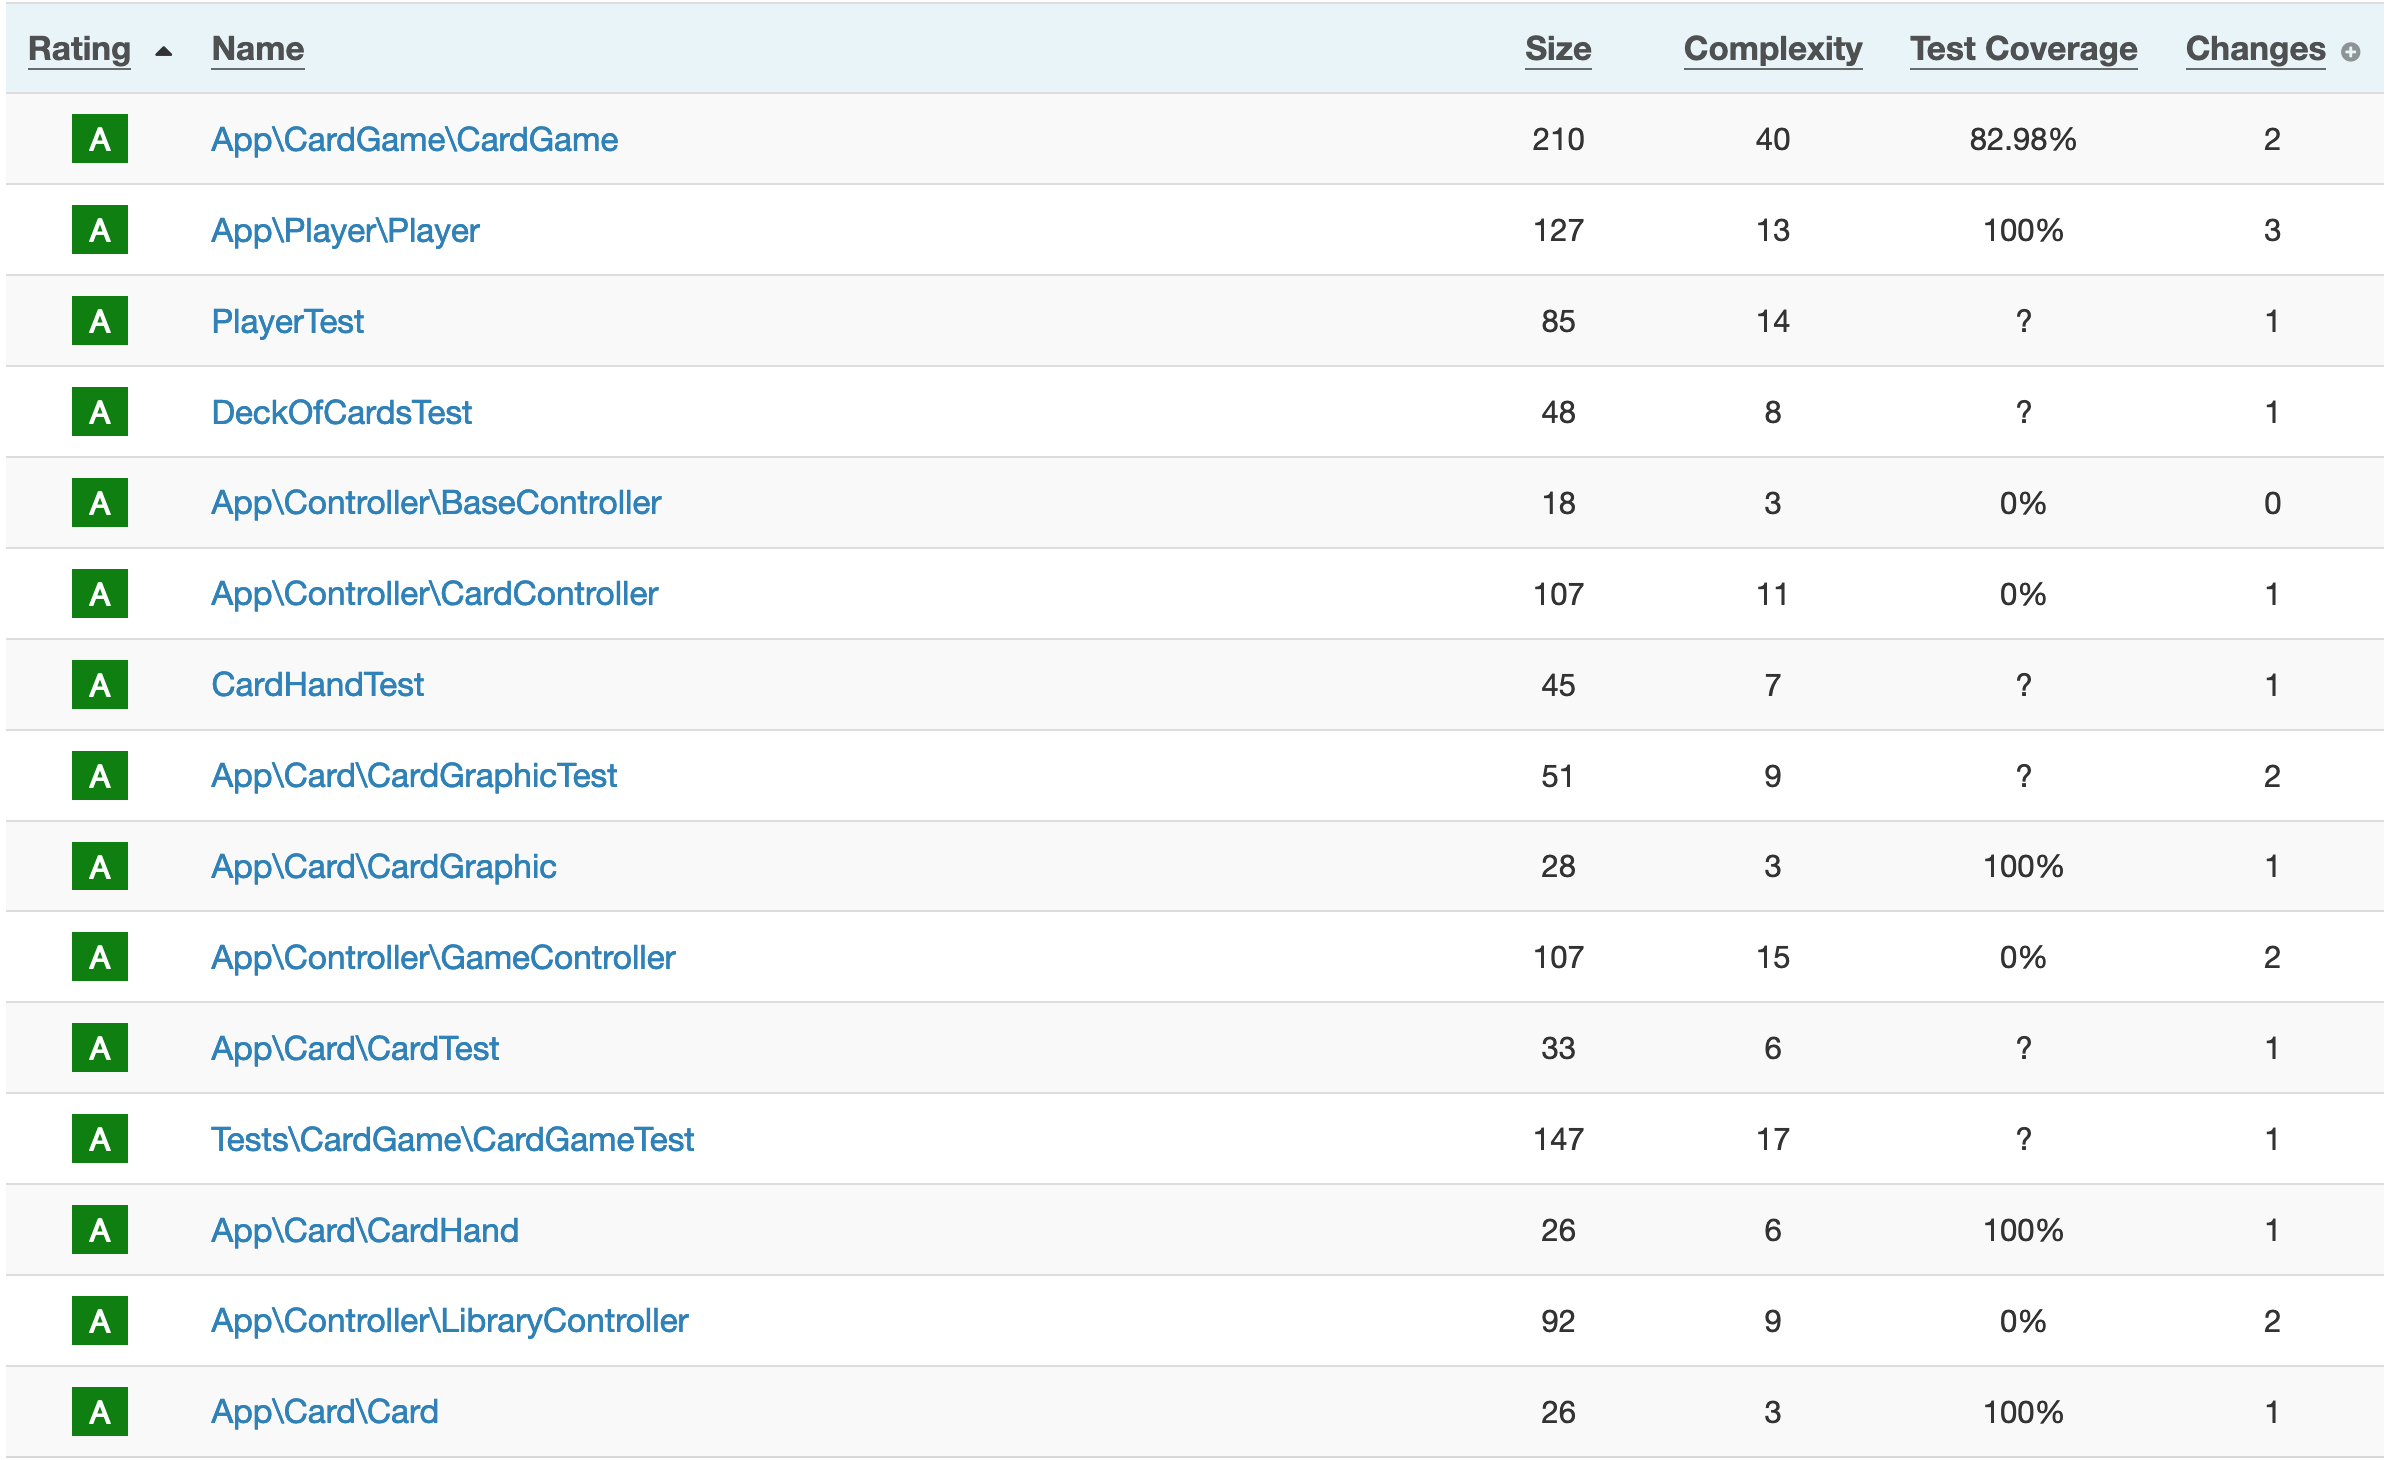 Rating Name Size Complexity Test Coverage Changes
A App\CardGame\CardGame 210 40 82.98% 2
A App\Player\Player 127 13 100% 3
A PlayerTest 85 14 ? 1
A DeckOfCardsTest 48 8 ? 1
A App\Controller\BaseController 18 3 0% 0
A App\Controller\CardController 107 11 0% 1
A CardHandTest 45 7 ? 1
A App\Card\CardGraphicTest 51 9 ? 2
A App\Card\CardGraphic 28 3 100% 1
A App\Controller\GameController 107 15 0% 2
A App\Card\CardTest 33 6 ? 1
A Tests\CardGame\CardGameTest 147 17 ? 1
A App\Card\CardHand 26 6 100% 1
A App\Controller\LibraryController 92 9 0% 2
A App\Card\Card 26 3 100% 1